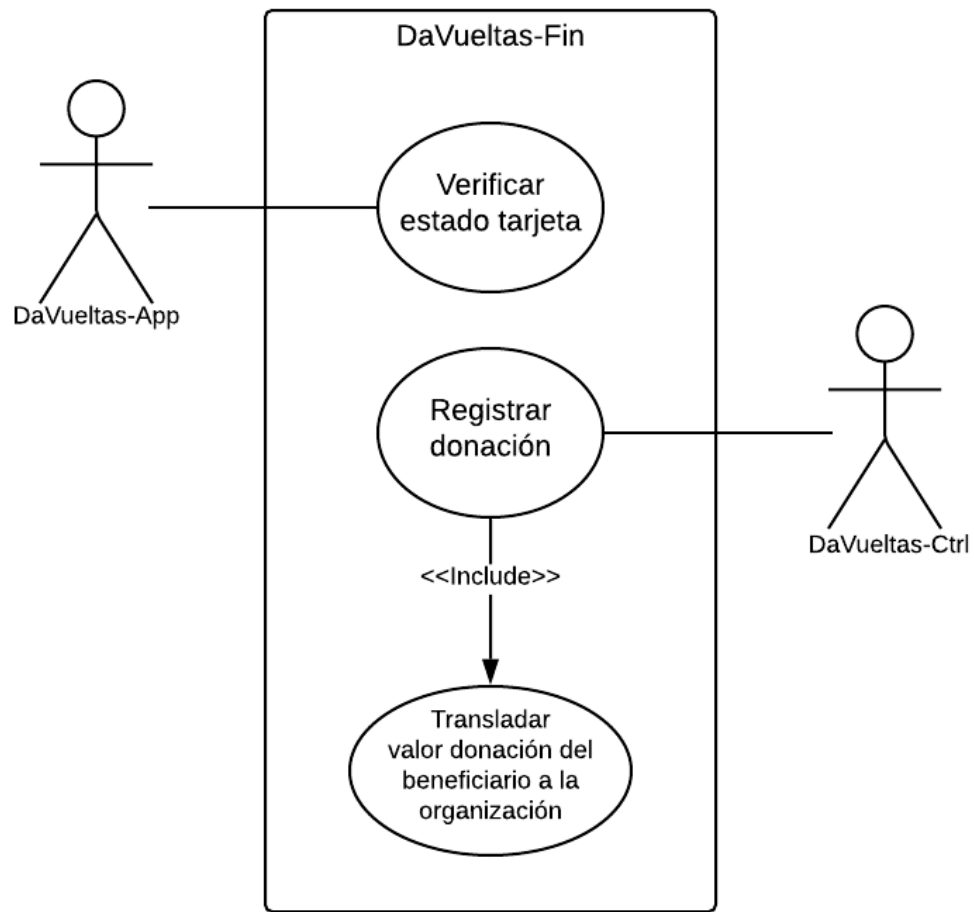 DaVueltas-Fin
Verificar
estado tarjeta
DaVueltas-App
Registrar
donación
DaVueltas-Ctrl
<<Include>>
Transladar
valor donación del
beneficiario a la
organización